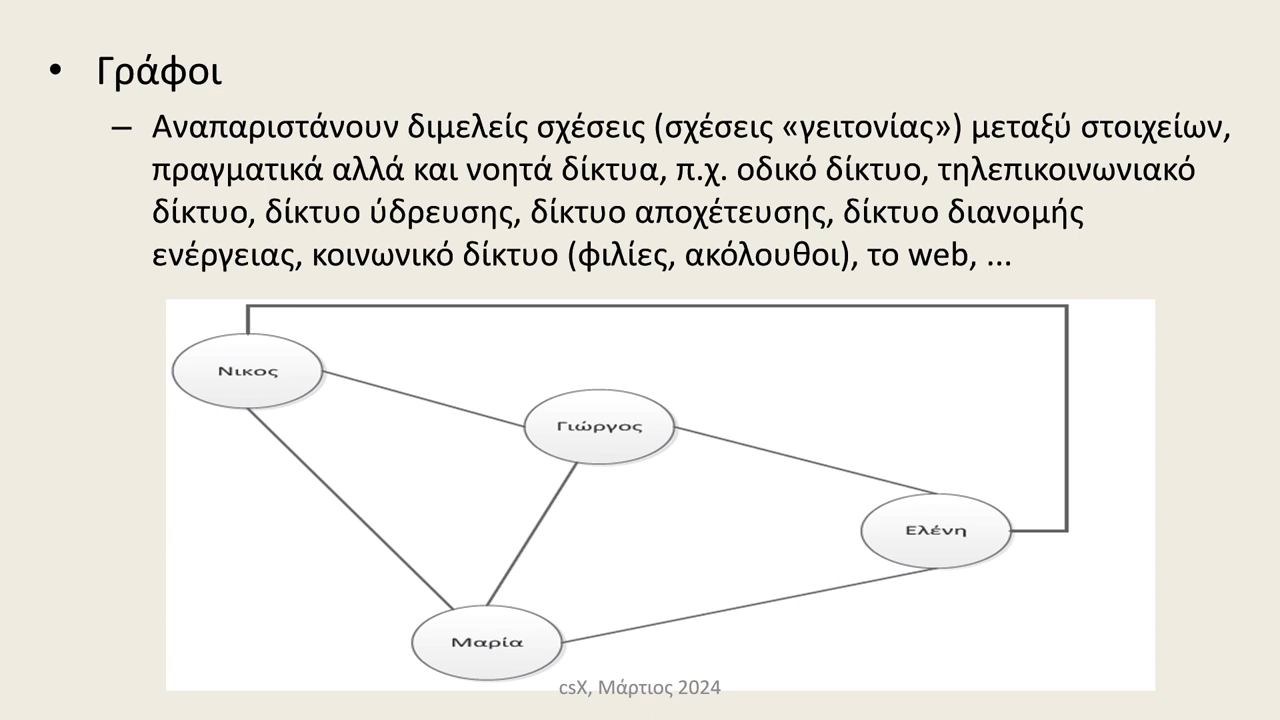 • Γράφοι
– Αναπαριστάνουν διμελείς σχέσεις (σχέσεις «γειτονίας») μεταξύ στοιχείων,
πραγματικά αλλά και νοητά δίκτυα, π.χ. οδικό δίκτυο, τηλεπικοινωνιακό
δίκτυο, δίκτυο ύδρευσης, δίκτυο αποχέτευσης, δίκτυο διανομής
ενέργειας, κοινωνικό δίκτυο (φιλίες, ακόλουθοι), το web, ...
Νικος
Γιώργος
Ελένη
Μαρία
csX, Μάρτιος 2024